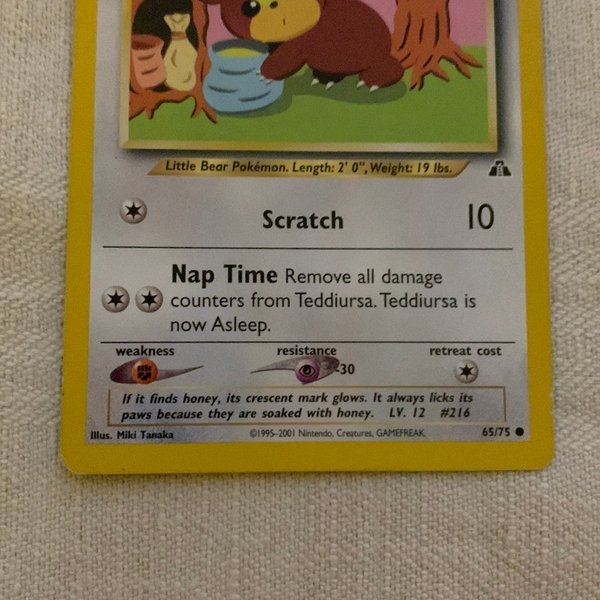 Little Bear Pokémon. Length: 2' 0", Weight: 19 lbs.
Scratch 10
Nap Time Remove all damage
counters from Teddiursa. Teddiursa is
now Asleep.
weakness resistance retreat cost
-30
If it finds honey, its crescent mark glows. It always licks its
paws because they are soaked with honey. LV. 12 #216
Illus. Miki Tanaka ©1995-2001 Nintendo, Creatures, GAMEFREAK. 65/75